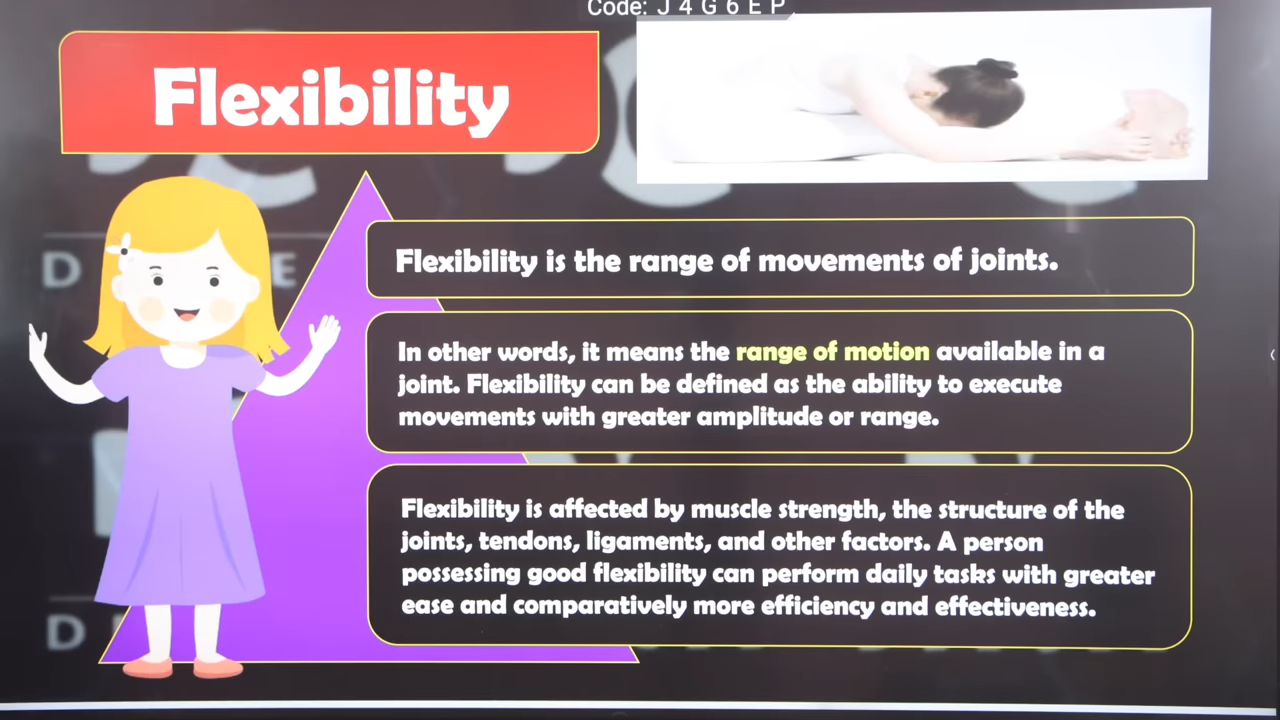 Code: J 4 G 6 E P
Flexibility
Flexibility is the range of movements of joints.
In other words, it means the range of motion available in a
joint. Flexibility can be defined as the ability to execute
movements with greater amplitude or range.
Flexibility is affected by muscle strength, the structure of the
joints, tendons, ligaments, and other factors. A person
possessing good flexibility can perform daily tasks with greater
ease and comparatively more efficiency and effectiveness.